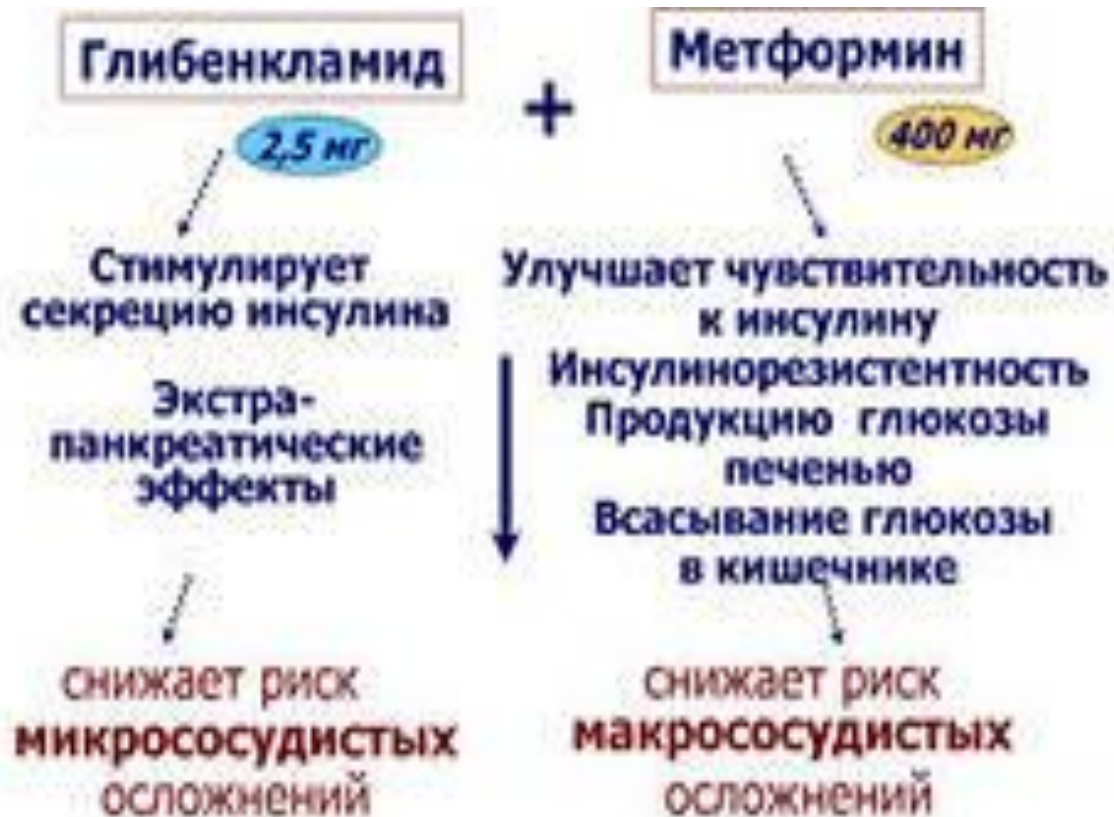 Глибенкламид
+
Метформин
2,5 мг
400 мг
Стимулирует
секрецию инсулина
Экстра-
панкреатические
эффекты
снижает риск
микрососудистых
осложнений
Улучшает чувствительность
к инсулину
Инсулинорезистентность
Продукцию глюкозы
печенью
Всасывание глюкозы
в кишечнике
снижает риск
макрососудистых
осложнений